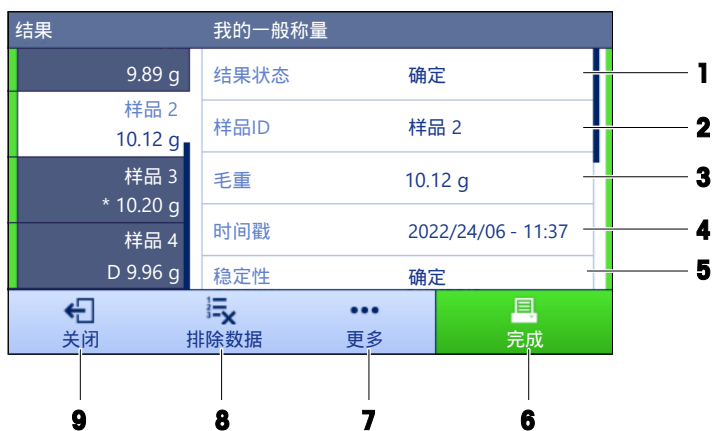 结果 我的一般称量
9.89 g
样品 2
10.12 g
样品 3
* 10.20 g
样品 4
D 9.96 g
结果状态 确定 1
样品ID 样品 2 2
毛重 10.12 g 3
时间戳 2022/24/06 - 11:37 4
稳定性 确定 5
关闭 排除数据 更多 完成
9 8 7 6